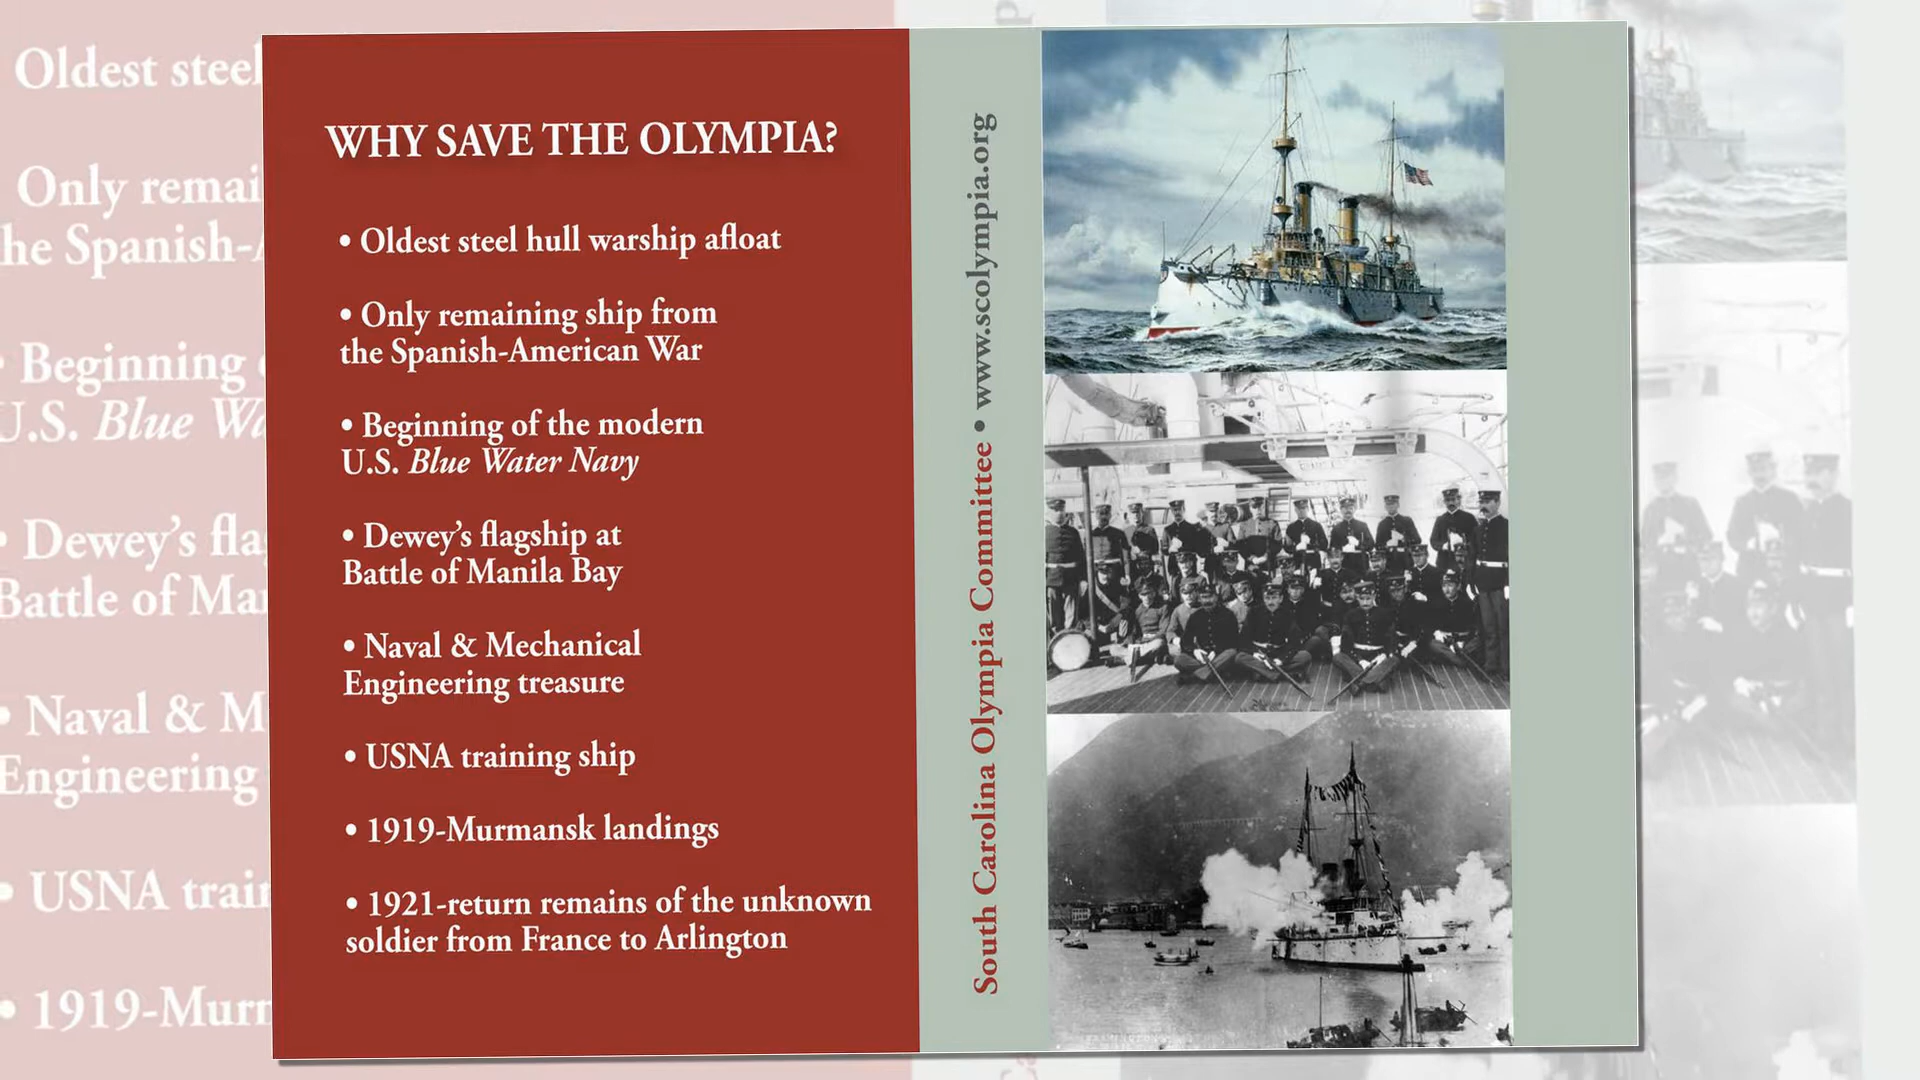 WHY SAVE THE OLYMPIA?
• Oldest steel hull warship afloat
• Only remaining ship from
the Spanish-American War
• Beginning of the modern
U.S. Blue Water Navy
• Dewey's flagship at
Battle of Manila Bay
• Naval & Mechanical
Engineering treasure
• USNA training ship
• 1919-Murmansk landings
• 1921-return remains of the unknown
soldier from France to Arlington
South Carolina Olympia Committee • www.scolympia.org
Oldest steel
Only remai
he Spanish-A
Beginning
U.S. Blue Wa
• Dewey's fla
Battle of Ma
• Naval & M
Engineering
• USNA train
• 1919-Murm